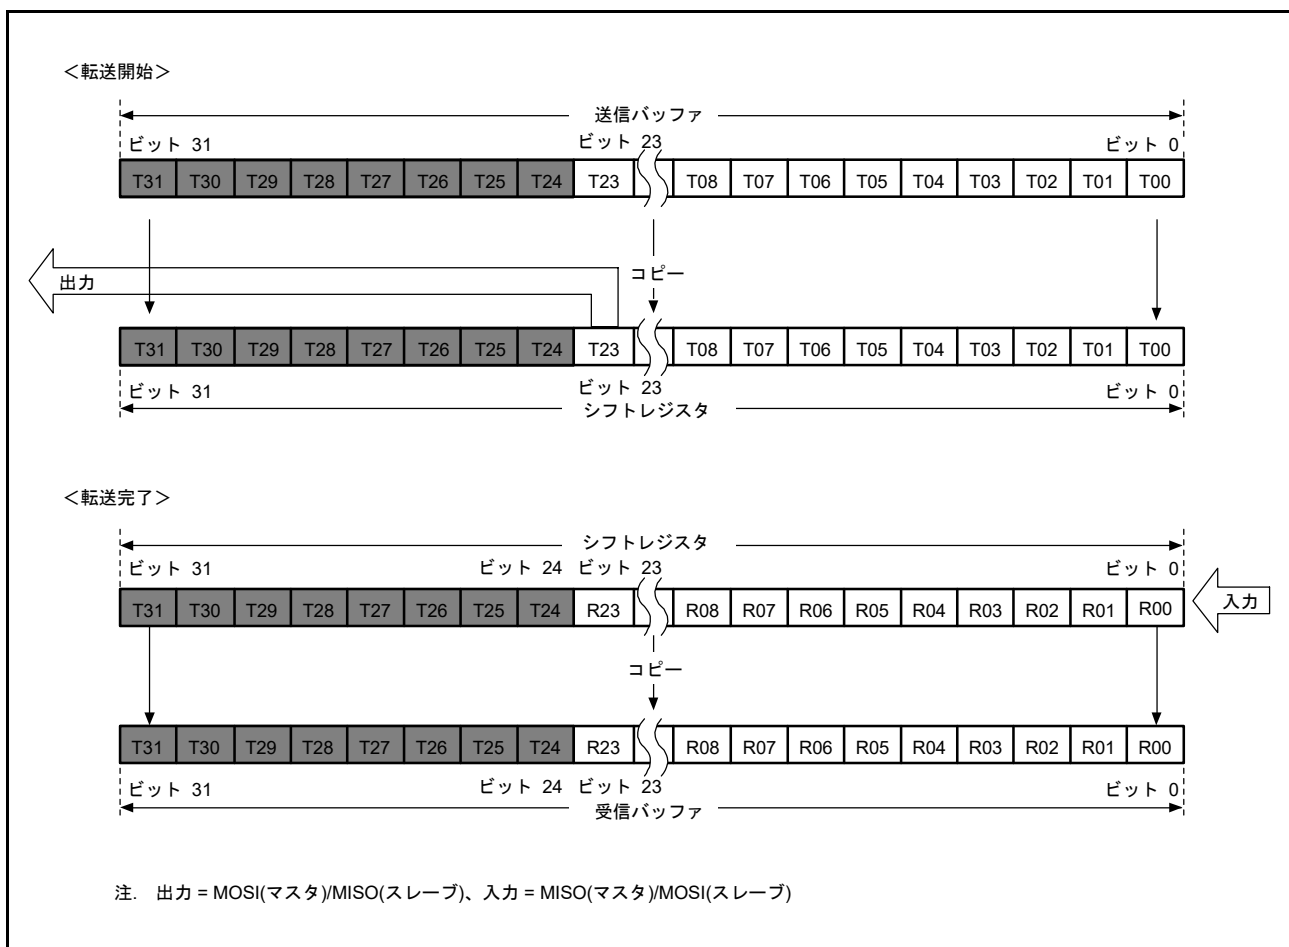 ＜転送開始＞
送信バッファ
ビット 31 ビット 23 ビット 0
T31 T30 T29 T28 T27 T26 T25 T24 T23 T08 T07 T06 T05 T04 T03 T02 T01 T00
コピー
出力
T31 T30 T29 T28 T27 T26 T25 T24 T23 T08 T07 T06 T05 T04 T03 T02 T01 T00
ビット 31 ビット 23 ビット 0
シフトレジスタ
＜転送完了＞
シフトレジスタ
ビット 31 ビット 24 ビット 23 ビット 0
T31 T30 T29 T28 T27 T26 T25 T24 R23 R08 R07 R06 R05 R04 R03 R02 R01 R00 入力
コピー
T31 T30 T29 T28 T27 T26 T25 T24 R23 R08 R07 R06 R05 R04 R03 R02 R01 R00
ビット 31 ビット 24 ビット 23 ビット 0
受信バッファ
注. 出力 = MOSI(マスタ)/MISO(スレーブ)、入力 = MISO(マスタ)/MOSI(スレーブ)